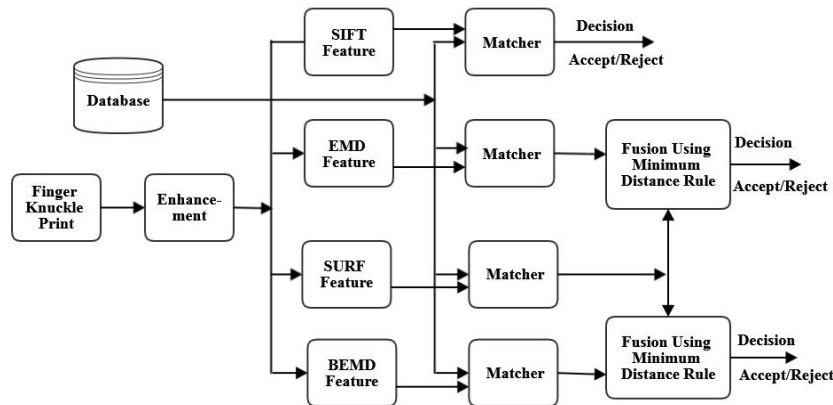 SIFT
Feature
Matcher
Decision
Accept/Reject
Database
EMD
Feature
Matcher
Fusion Using
Minimum
Distance Rule
Decision
Accept/Reject
Finger
Knuckle
Print
Enhance-
ment
SURF
Feature
Matcher
BEMD
Feature
Matcher
Fusion Using
Minimum
Distance Rule
Decision
Accept/Reject